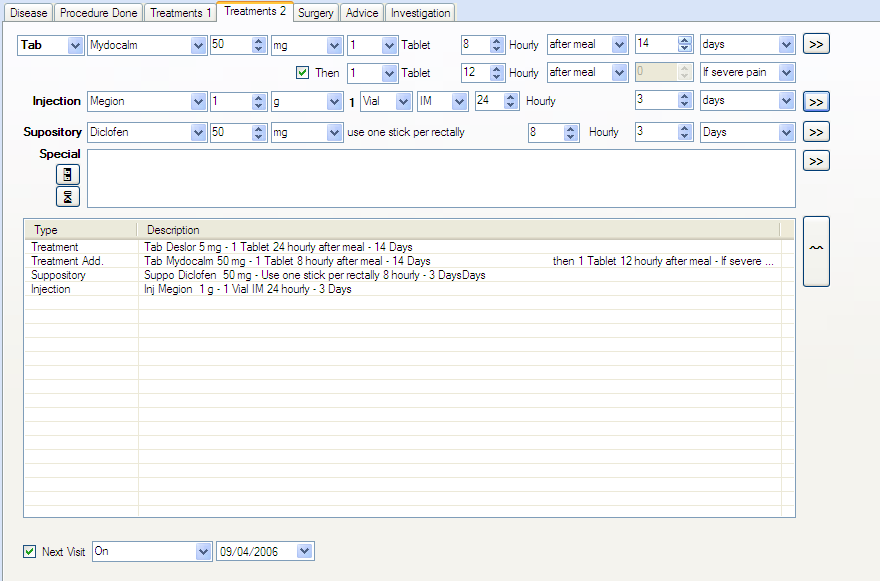 Disease Procedure Done Treatments 1 Treatments 2 Surgery Advice Investigation
Tab Mydocalm 50 mg 1 Tablet 8 Hourly after meal 14 days >>
Then 1 Tablet 12 Hourly after meal 0 If severe pain
Injection Megion 1 g 1 Vial IM 24 Hourly 3 days >>
Supository Diclofen 50 mg use one stick per rectally 8 Hourly 3 Days >>
Special >>
Type Description
Treatment Tab Deslor 5 mg - 1 Tablet 24 hourly after meal - 14 Days
Treatment Add. Tab Mydocalm 50 mg - 1 Tablet 8 hourly after meal - 14 Days then 1 Tablet 12 hourly after meal - If severe ...
Suppository Suppo Diclofen 50 mg - Use one stick per rectally 8 hourly - 3 DaysDays
Injection Inj Megion 1 g - 1 Vial IM 24 hourly - 3 Days
Next Visit On 09/04/2006